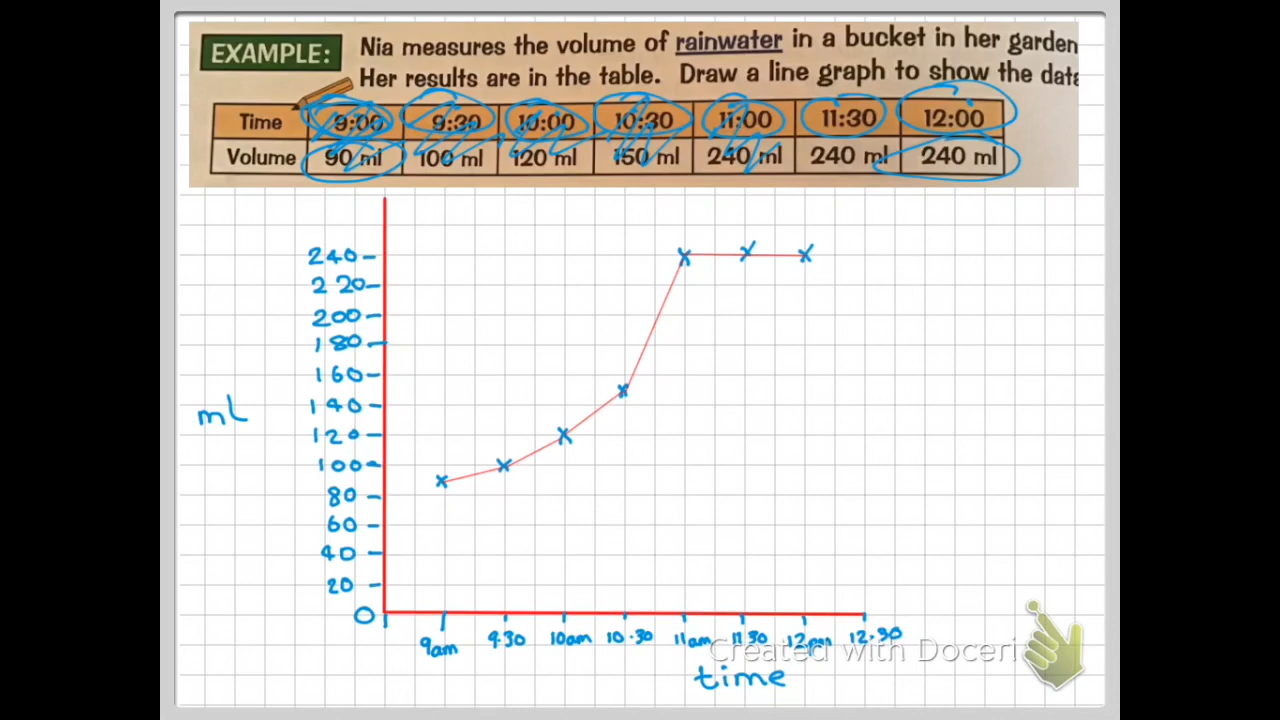 EXAMPLE: Nia measures the volume of rainwater in a bucket in her garden
Her results are in the table. Draw a line graph to show the data
Time 9:00 9:30 10:00 10:30 11:00 11:30 12:00
Volume 90 ml 100 ml 120 ml 150 ml 240 ml 240 ml 240 ml
240
220
200
180
160
140
ml
120
100
80
60
40
20
0
9am 9.30 10am 10.30 11am 11.30 12pm 12.30
Created with Doceri
time